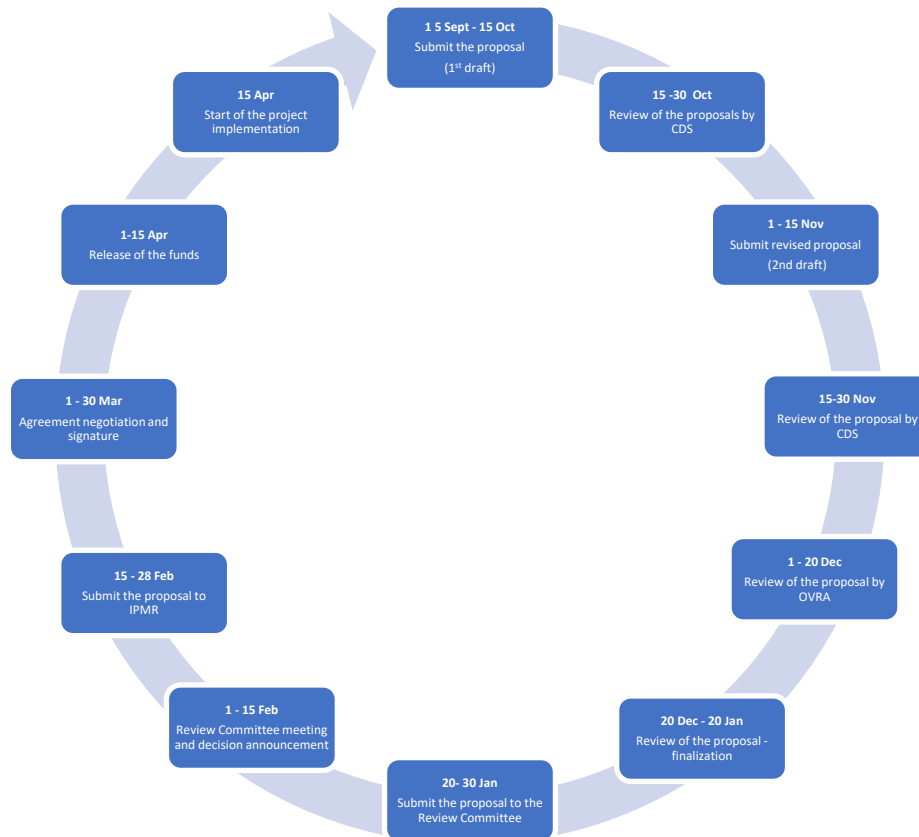 1 5 Sept - 15 Oct
Submit the proposal
(1st draft)
15 -30 Oct
Review of the proposals by
CDS
1 - 15 Nov
Submit revised proposal
(2nd draft)
15-30 Nov
Review of the proposal by
CDS
1 - 20 Dec
Review of the proposal by
OVRA
20 Dec - 20 Jan
Review of the proposal -
finalization
20- 30 Jan
Submit the proposal to the
Review Committee
1 - 15 Feb
Review Committee meeting
and decision announcement
15 - 28 Feb
Submit the proposal to
IPMR
1 - 30 Mar
Agreement negotiation and
signature
1-15 Apr
Release of the funds
15 Apr
Start of the project
implementation